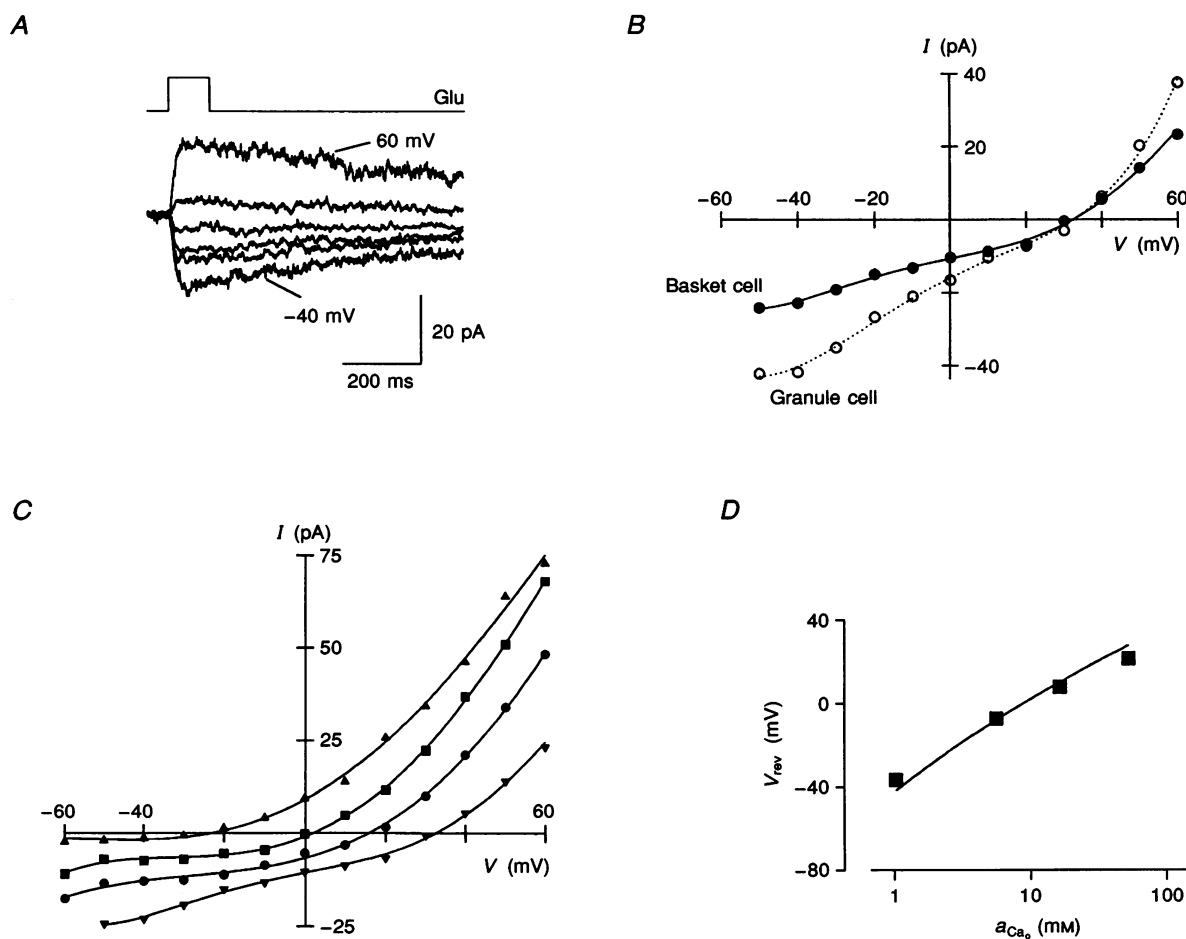 A
Glu
60 mV
−40 mV
20 pA
200 ms
B
I (pA)
40
20
−60 −40 −20 60
V (mV)
Basket cell
−40
Granule cell
C
I (pA)
75
50
25
−60 −40 60
V (mV)
−25
D
40
0
−40
−80
Vrev (mV)
1 10 100
aCao (mM)